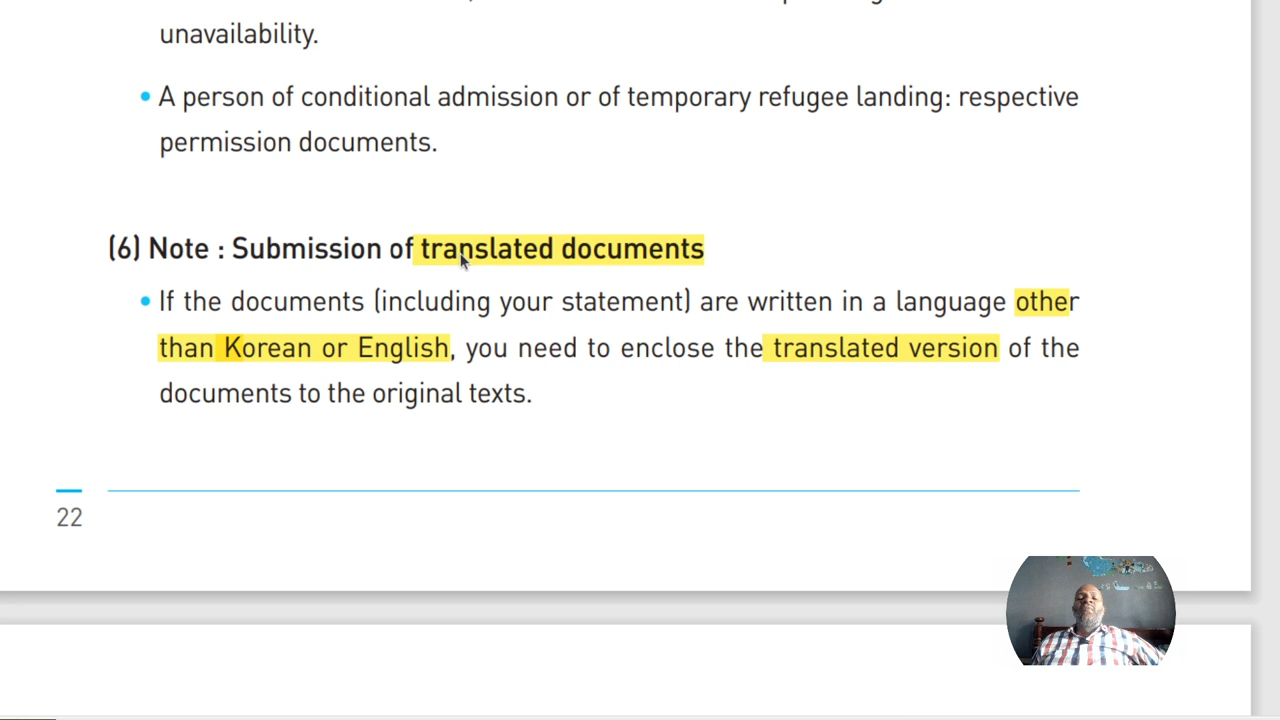 unavailability.
• A person of conditional admission or of temporary refugee landing: respective
permission documents.
(6) Note : Submission of translated documents
• If the documents (including your statement) are written in a language other
than Korean or English, you need to enclose the translated version of the
documents to the original texts.
22